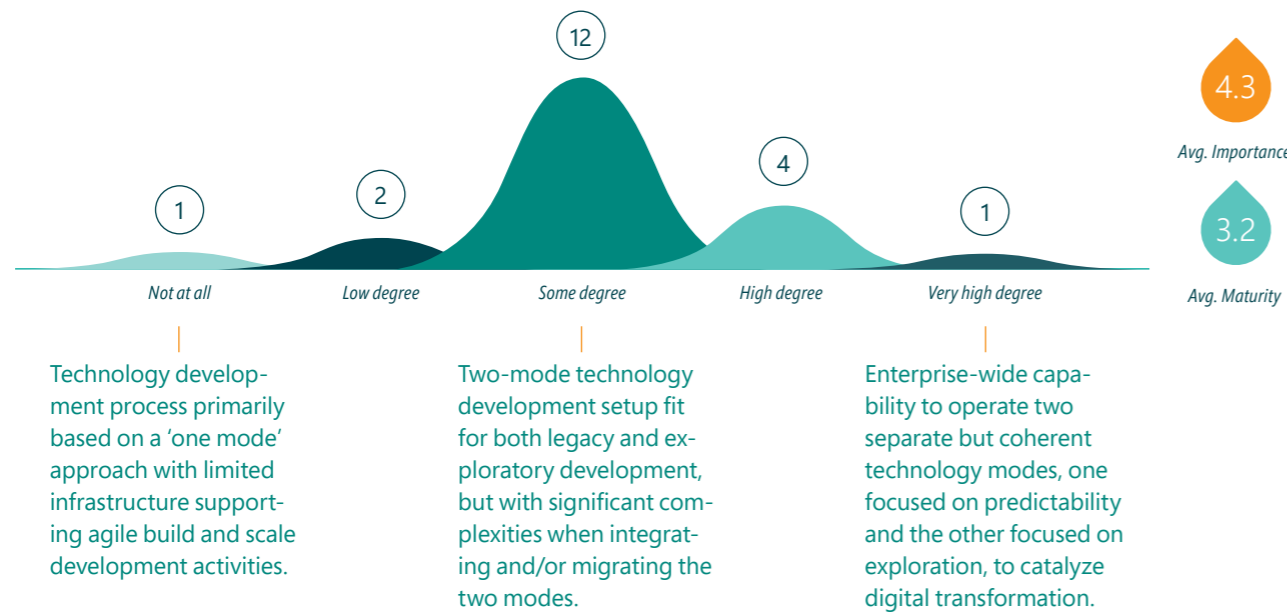 12
4
2
1
1
Not at all
Low degree
Some degree
High degree
Very high degree
4.3
Avg. Importance
3.2
Avg. Maturity
Technology develop-
ment process primarily
based on a ‘one mode’
approach with limited
infrastructure support-
ing agile build and scale
development activities.
Two-mode technology
development setup fit
for both legacy and ex-
ploratory development,
but with significant com-
plexities when integrat-
ing and/or migrating the
two modes.
Enterprise-wide capa-
bility to operate two
separate but coherent
technology modes, one
focused on predictability
and the other focused on
exploration, to catalyze
digital transformation.